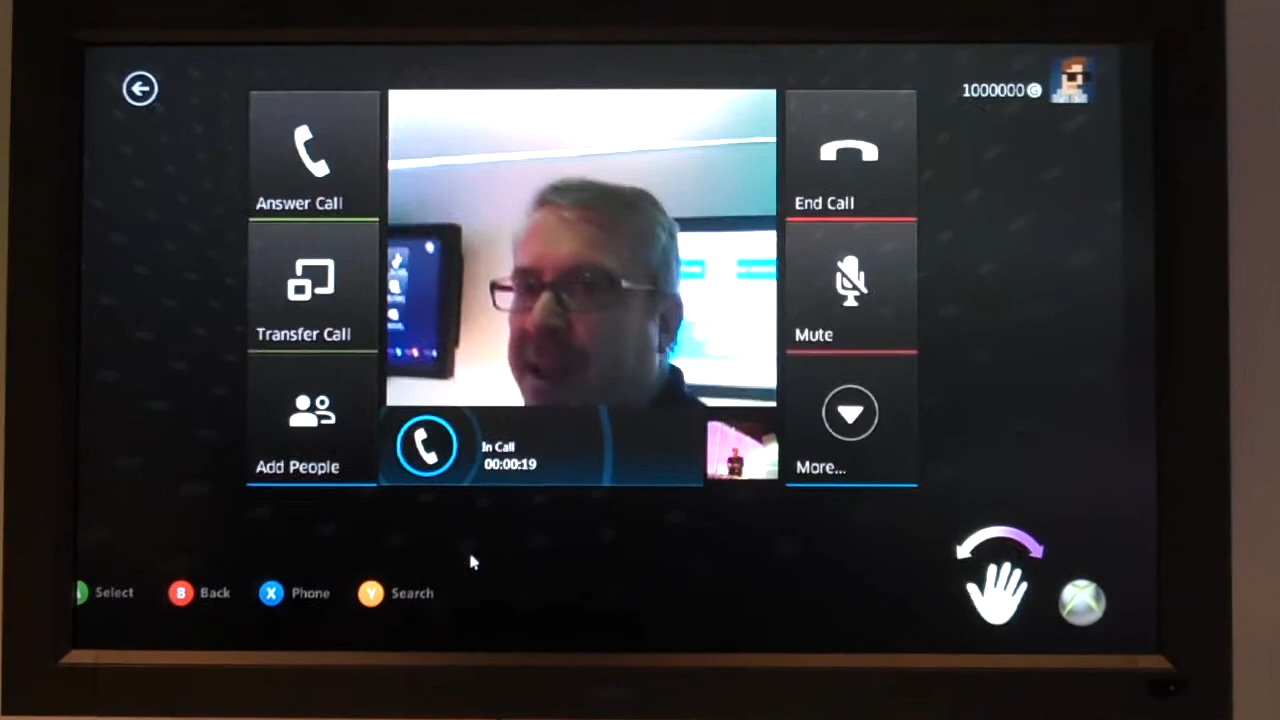 1000000 G
Answer Call
End Call
Transfer Call
Mute
In Call
00:00:19
Add People
More...
Select
B Back
X Phone
Y Search